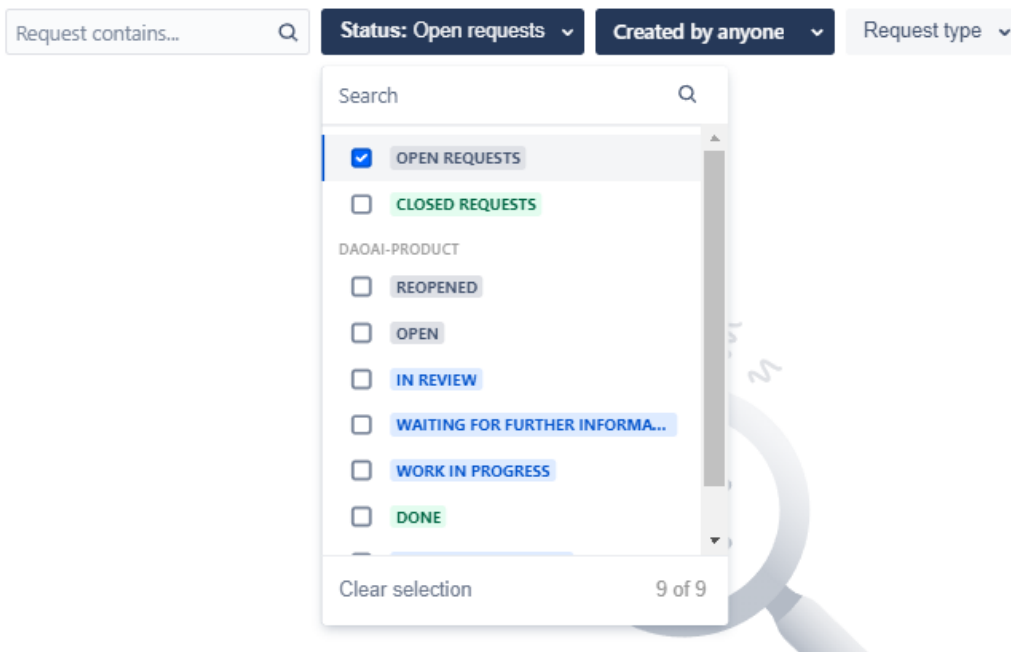 Request contains...
Status: Open requests
Created by anyone
Request type
Search
OPEN REQUESTS
CLOSED REQUESTS
DAOAI-PRODUCT
REOPENED
OPEN
IN REVIEW
WAITING FOR FURTHER INFORMA...
WORK IN PROGRESS
DONE
Clear selection
9 of 9